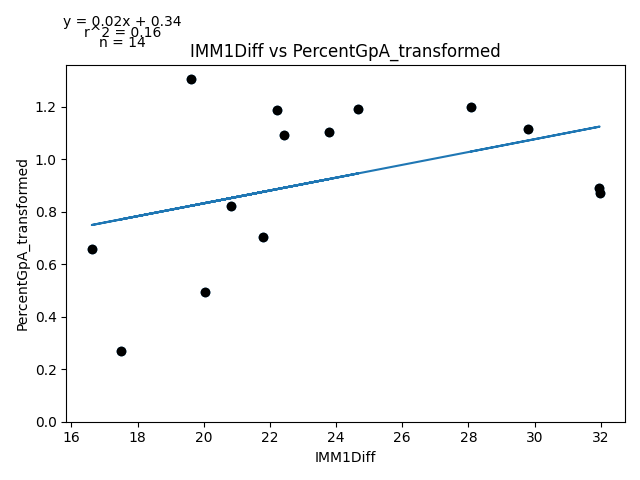 y = 0.02x + 0.34
r^2 = 0.16
n = 14
IMM1Diff vs PercentGpA_transformed
1.2
1.0
0.8
0.6
0.4
0.2
0.0
PercentGpA_transformed
16 18 20 22 24 26 28 30 32
IMM1Diff